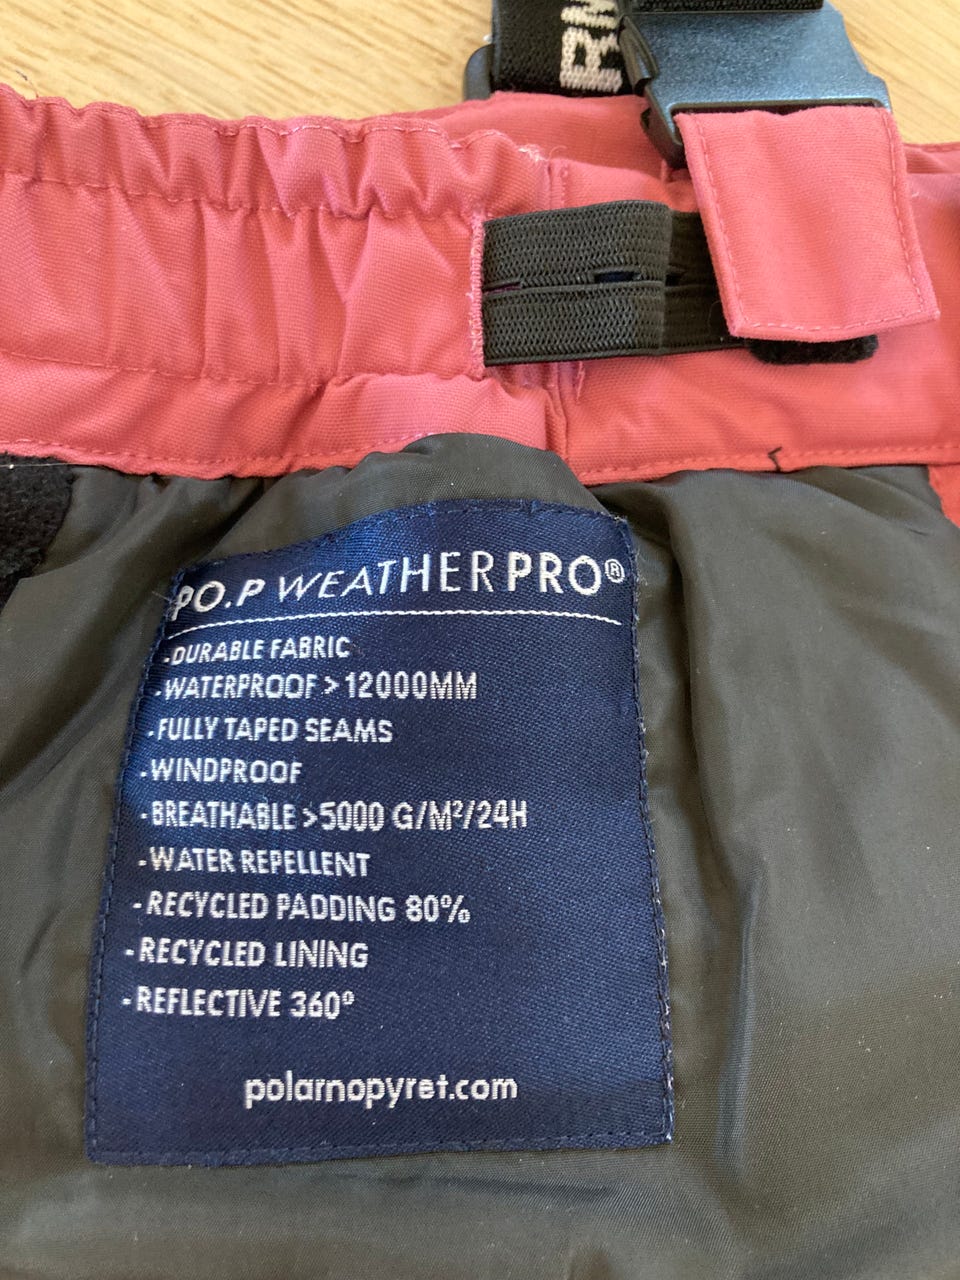 PO.P WEATHERPRO®
-DURABLE FABRIC
-WATERPROOF > 12000MM
-FULLY TAPED SEAMS
-WINDPROOF
-BREATHABLE >5000 G/M²/24H
-WATER REPELLENT
-RECYCLED PADDING 80%
-RECYCLED LINING
-REFLECTIVE 360°
polarnopyret.com